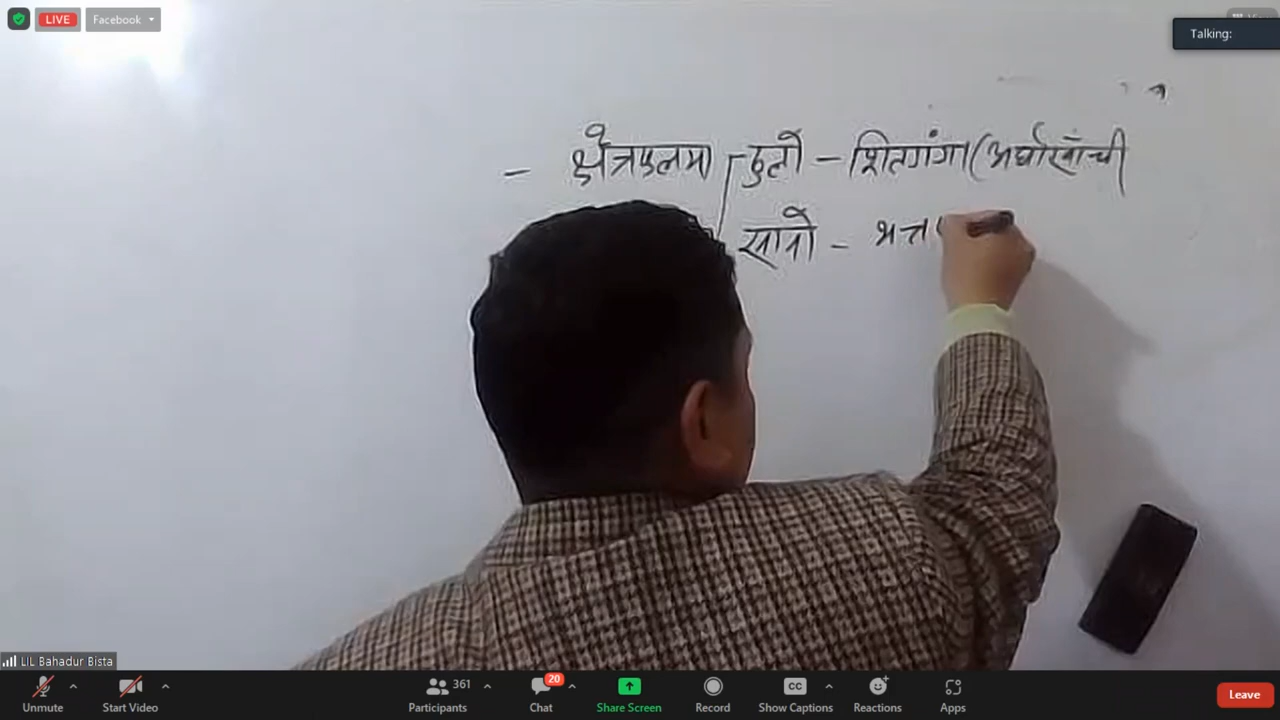 LIVE
Facebook
Talking:
- क्षेत्रफलमा ठुलो - शितगंगा (अर्घाखाँची)
सानो - भक्त
LIL Bahadur Bista
Unmute
Start Video
361
Participants
20
Chat
Share Screen
Record
CC
Show Captions
Reactions
Apps
Leave